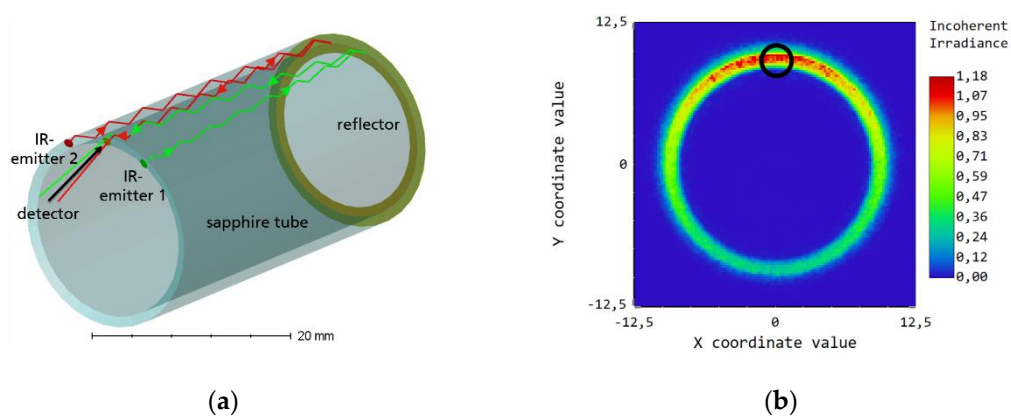 IR-
emitter 2
IR-
emitter 1
detector
reflector
sapphire tube
20 mm
(a)
12,5
0
-12,5
Y coordinate value
-12,5
0
12,5
X coordinate value
Incoherent
Irradiance
1,18
1,07
0,96
0,83
0,71
0,59
0,47
0,36
0,24
0,12
0,00
(b)